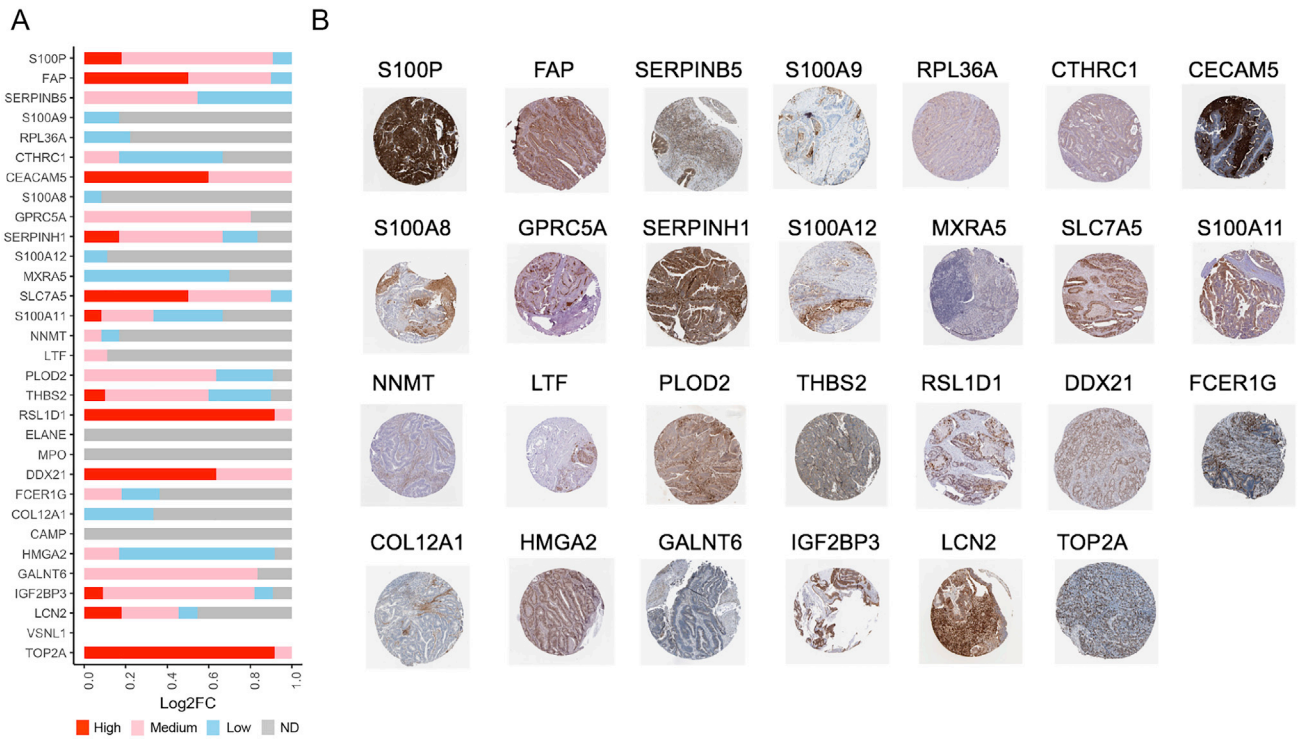 A
S100P
FAP
SERPINB5
S100A9
RPL36A
CTHRC1
CEACAM5
S100A8
GPRC5A
SERPINH1
S100A12
MXRA5
SLC7A5
S100A11
NNMT
LTF
PLOD2
THBS2
RSL1D1
ELANE
MPO
DDX21
FCER1G
COL12A1
CAMP
HMGA2
GALNT6
IGF2BP3
LCN2
VSNL1
TOP2A
0.0 0.2 0.4 0.6 0.8 1.0
Log2FC
High Medium Low ND
B
S100P FAP SERPINB5 S100A9 RPL36A CTHRC1 CECAM5
S100A8 GPRC5A SERPINH1 S100A12 MXRA5 SLC7A5 S100A11
NNMT LTF PLOD2 THBS2 RSL1D1 DDX21 FCER1G
COL12A1 HMGA2 GALNT6 IGF2BP3 LCN2 TOP2A